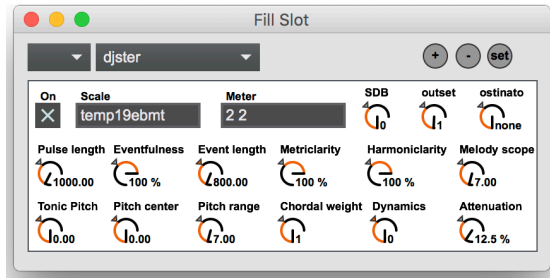 Fill Slot
djster + - set
On Scale Meter SDB outset ostinato
temp19ebmt 2 2 0 1 none
Pulse length Eventfulness Event length Metriclarity Harmoniclarity Melody scope
1000.00 100 % 800.00 100 % 100 % 7.00
Tonic Pitch Pitch center Pitch range Chordal weight Dynamics Attenuation
0.00 0.00 7.00 1 0 12.5 %